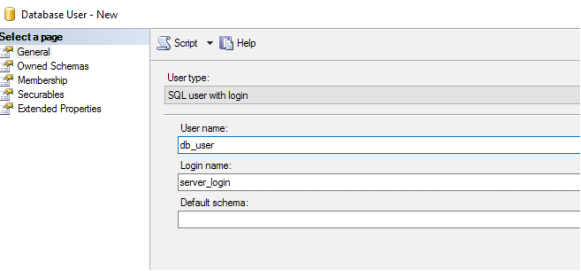 Database User - New
Select a page
General
Owned Schemas
Membership
Securables
Extended Properties
Script
Help
User type:
SQL user with login
User name:
db_user
Login name:
server_login
Default schema: